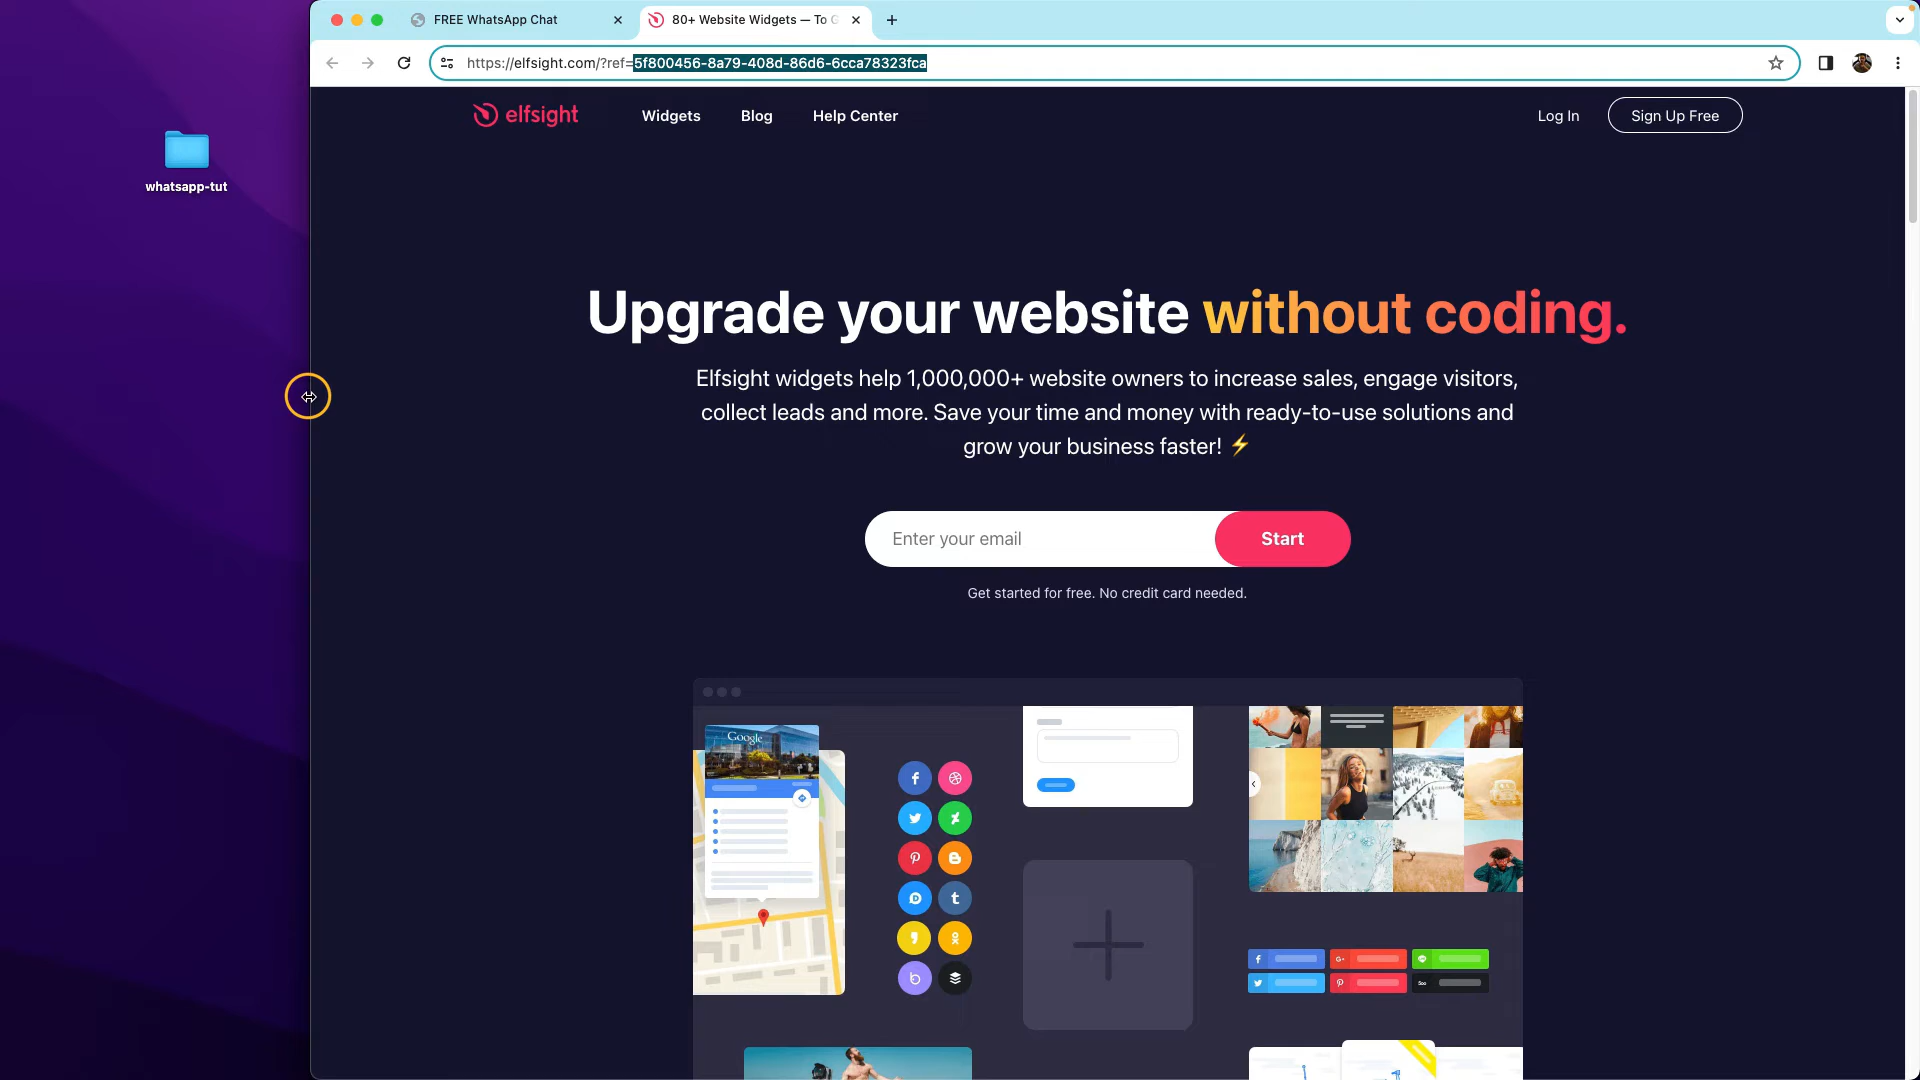 FREE WhatsApp Chat
80+ Website Widgets — To G
https://elfsight.com/?ref=5f800456-8a79-408d-86d6-6cca78323fca
whatsapp-tut
elfsight
Widgets
Blog
Help Center
Log In
Sign Up Free
Upgrade your website without coding.
Elfsight widgets help 1,000,000+ website owners to increase sales, engage visitors,
collect leads and more. Save your time and money with ready-to-use solutions and
grow your business faster! ⚡
Enter your email
Start
Get started for free. No credit card needed.
Google